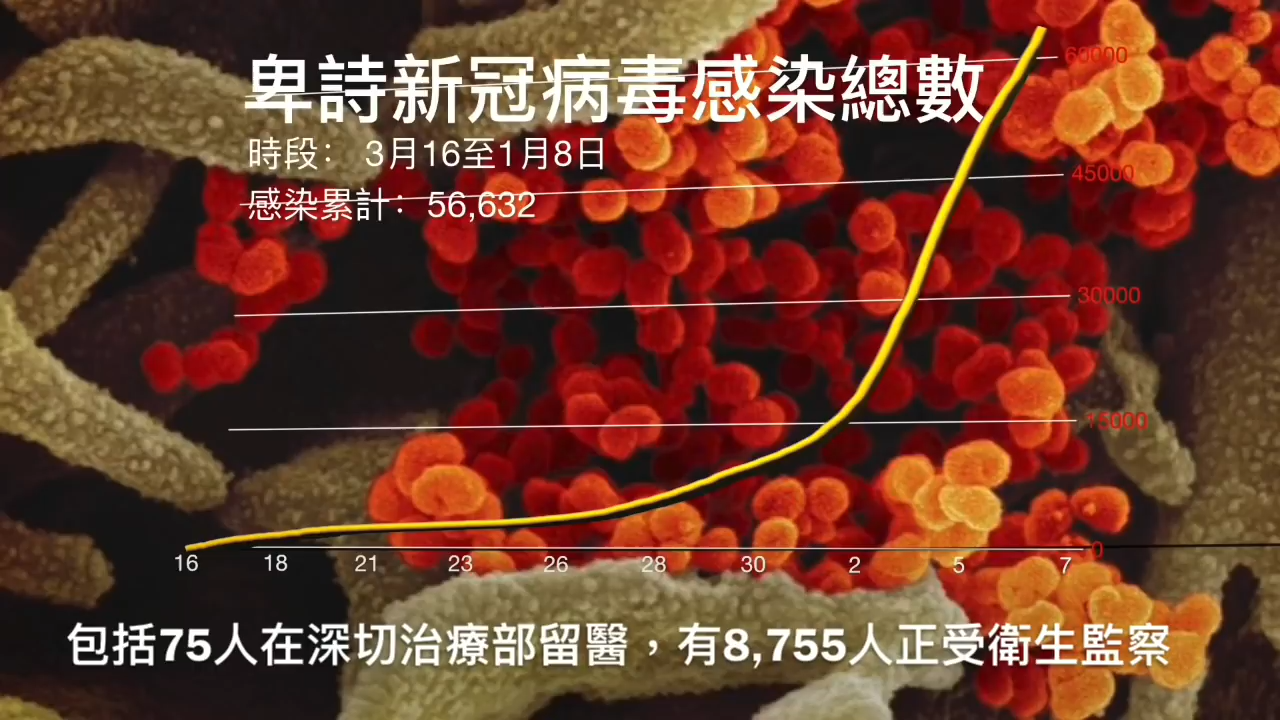 卑詩新冠病毒感染總數
時段： 3月16至1月8日
感染累計：56,632
60000
45000
30000
15000
0
16 18 21 23 26 28 30 2 5 7
包括75人在深切治療部留醫，有8,755人正受衛生監察